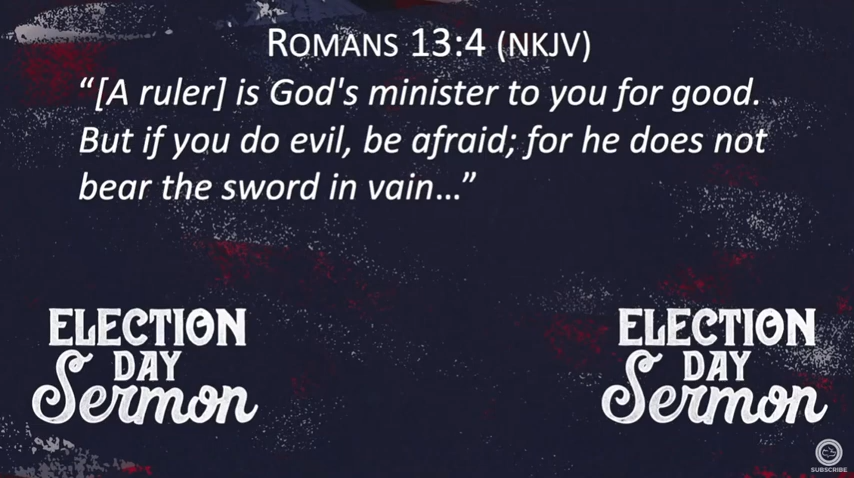 ROMANS 13:4 (NKJV)
“[A ruler] is God's minister to you for good.
But if you do evil, be afraid; for he does not
bear the sword in vain…”
ELECTION
DAY
Sermon
ELECTION
DAY
Sermon
SUBSCRIBE